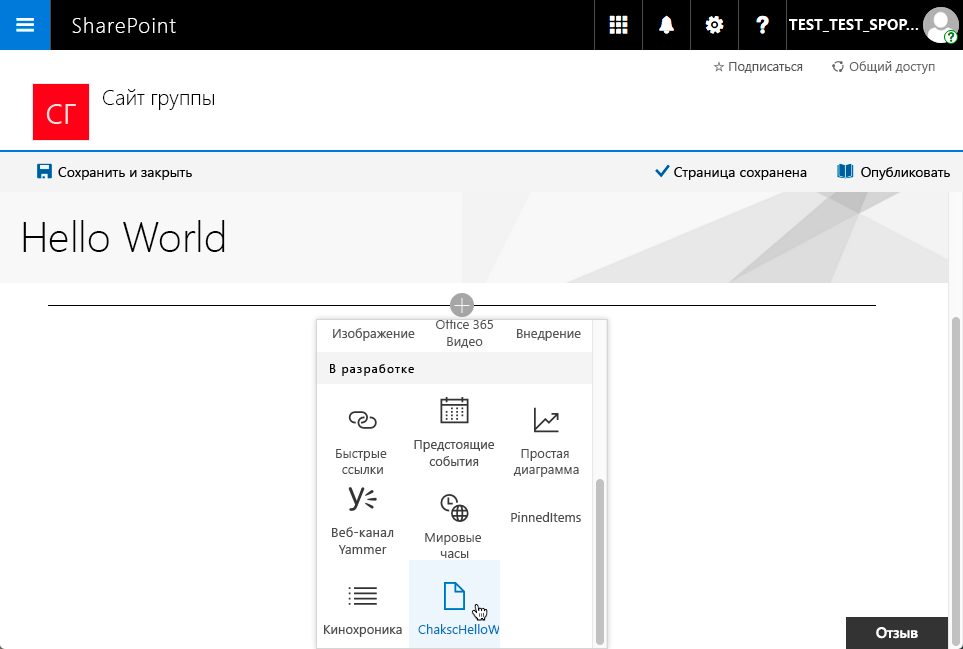 SharePoint
?
TEST_TEST_SPOP...
?
☆ Подписаться
Общий доступ
СГ
Сайт группы
Сохранить и закрыть
Страница сохранена
Опубликовать
Hello World
Изображение
Office 365
Видео
Внедрение
В разработке
Быстрые
ссылки
Предстоящие
события
Простая
диаграмма
Веб-канал
Yammer
Мировые
часы
PinnedItems
Кинохроника
ChakscHelloW
Отзыв